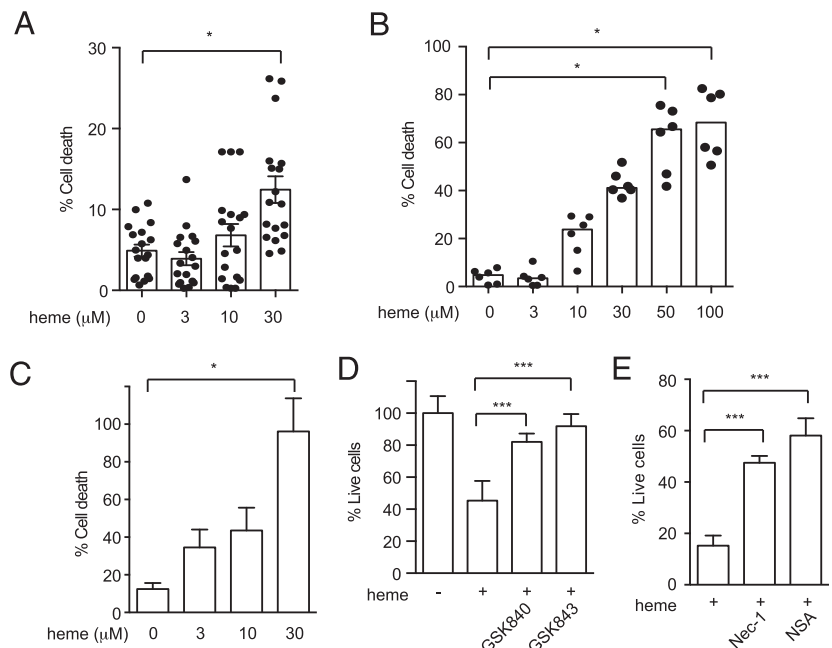 A
*
30
20
10
0
% Cell death
heme (μM) 0 3 10 30
B
*
*
100
80
60
40
20
0
% Cell death
heme (μM) 0 3 10 30 50 100
C
*
100
80
60
40
20
0
% Cell death
heme (μM) 0 3 10 30
D
***
***
100
80
60
40
20
0
% Live cells
heme - + + +
GSK840 GSK843
E
***
***
80
60
40
20
0
% Live cells
heme + + +
Nec-1 NSA